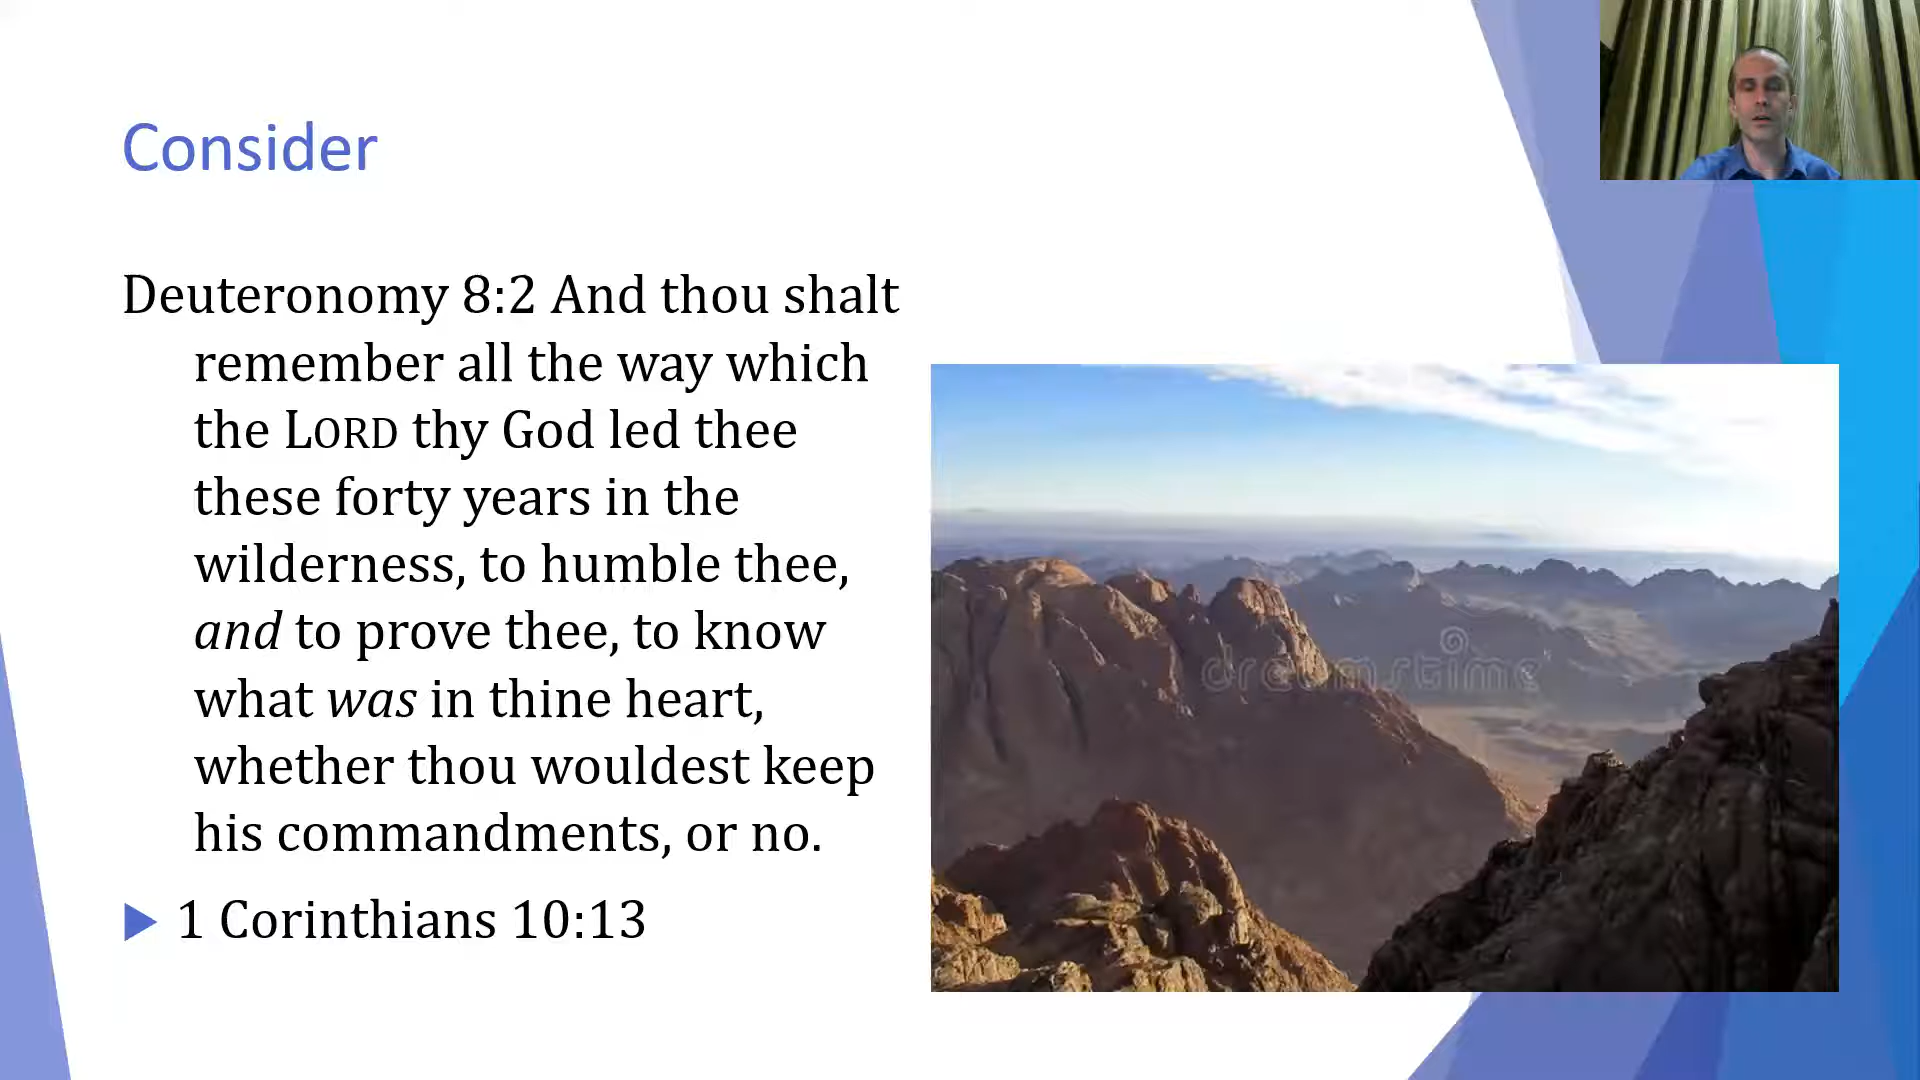 Consider
Deuteronomy 8:2 And thou shalt
remember all the way which
the LORD thy God led thee
these forty years in the
wilderness, to humble thee,
and to prove thee, to know
what was in thine heart,
whether thou wouldest keep
his commandments, or no.
1 Corinthians 10:13
dreamstime